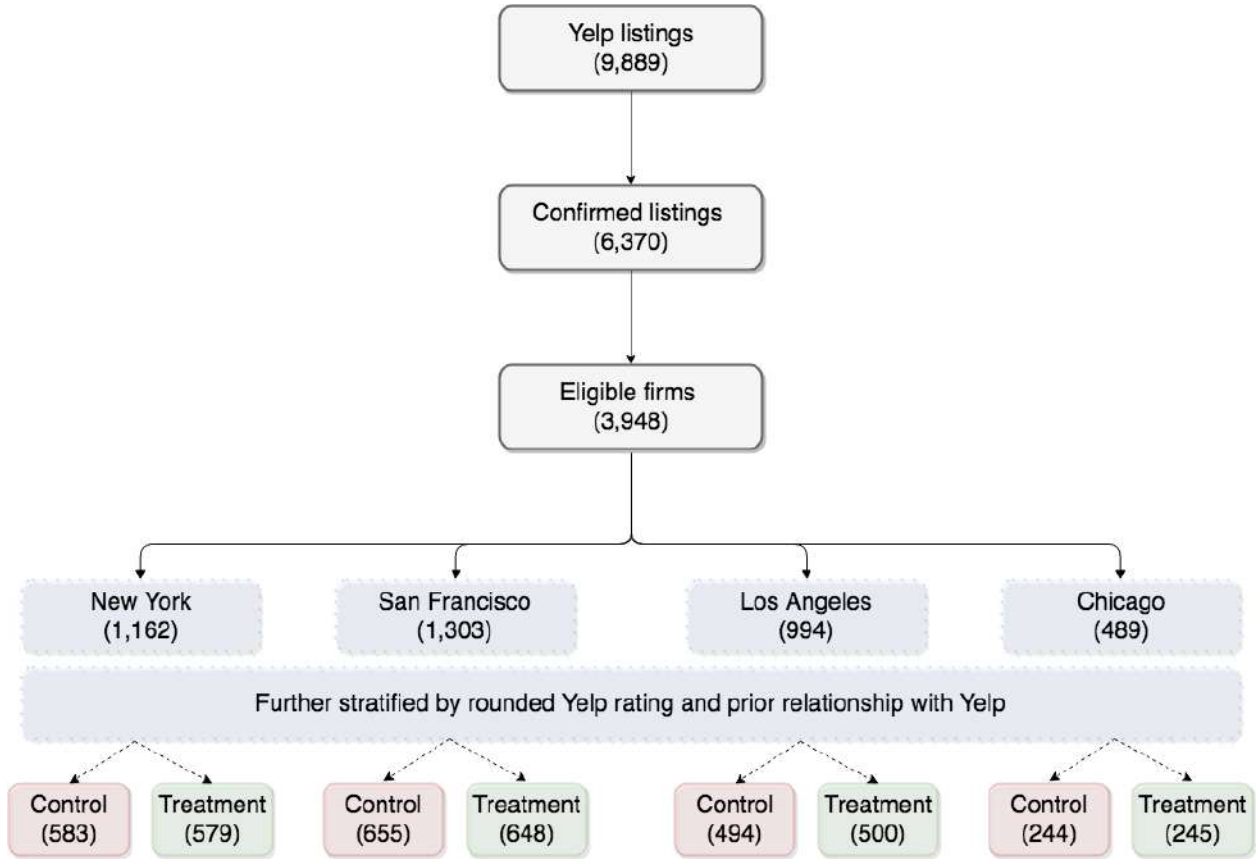 Yelp listings
(9,889)
Confirmed listings
(6,370)
Eligible firms
(3,948)
New York
(1,162)
San Francisco
(1,303)
Los Angeles
(994)
Chicago
(489)
Further stratified by rounded Yelp rating and prior relationship with Yelp
Control
(583)
Treatment
(579)
Control
(655)
Treatment
(648)
Control
(494)
Treatment
(500)
Control
(244)
Treatment
(245)